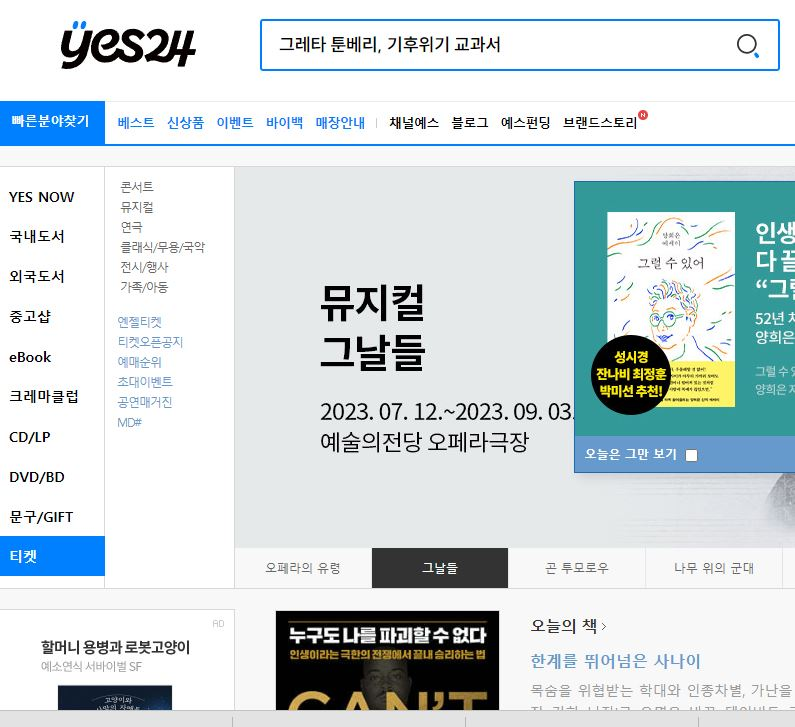 yes24
그레타 툰베리, 기후위기 교과서
빠른분야찾기
베스트 신상품 이벤트 바이백 매장안내 채널예스 블로그 예스펀딩 브랜드스토리 N
YES NOW
국내도서
외국도서
중고샵
eBook
크레마클럽
CD/LP
DVD/BD
문구/GIFT
티켓
콘서트
뮤지컬
연극
클래식/무용/국악
전시/행사
가족/아동
엔젤티켓
티켓오픈공지
예매순위
초대이벤트
공연매거진
MD#
뮤지컬
그날들
2023. 07. 12.~2023. 09. 03.
예술의전당 오페라극장
양희은
에세이
그럴 수 있어
성시경
잔나비 최정훈
박미선 추천!
인생
다 끝
“그럴
52년 차
양희은
그럴 수 있
양희은 저
오늘은 그만 보기
오페라의 유령 그날들 곤 투모로우 나무 위의 군대
AD
할머니 용병과 로봇고양이
예소연식 서바이벌 SF
고양이와
누구도 나를 파괴할 수 없다
인생이라는 극한의 전쟁에서 끝내 승리하는 법
CAN'T
오늘의 책
한계를 뛰어넘은 사나이
목숨을 위협받는 학대와 인종차별, 가난을